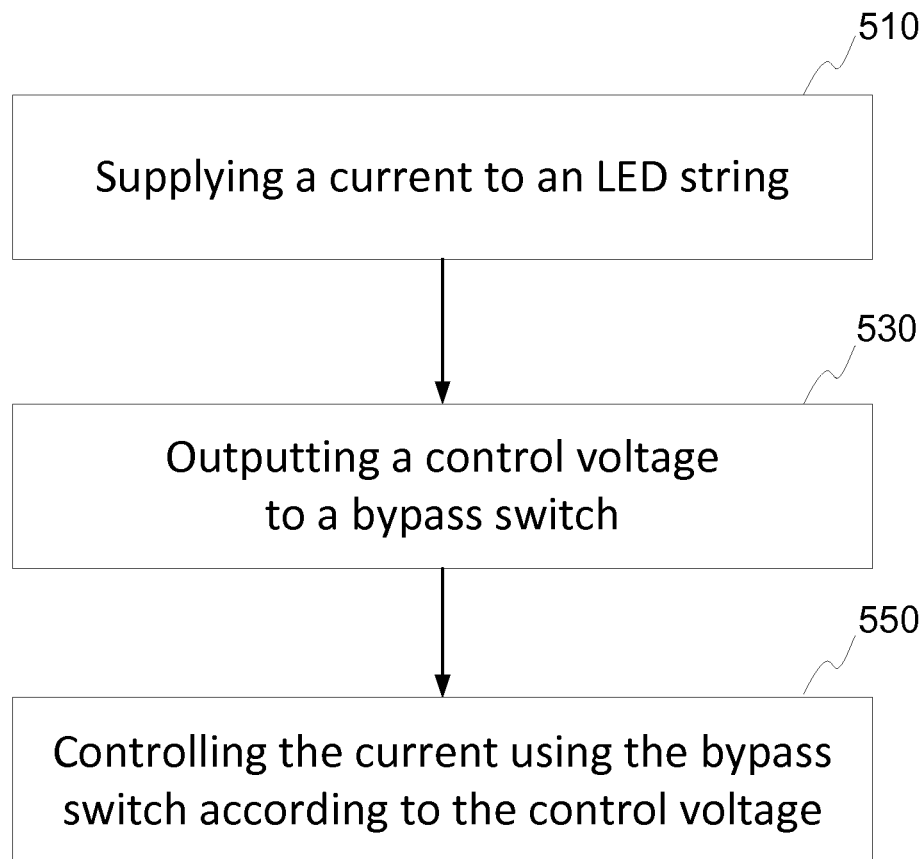 510
Supplying a current to an LED string
530
Outputting a control voltage
to a bypass switch
550
Controlling the current using the bypass
switch according to the control voltage